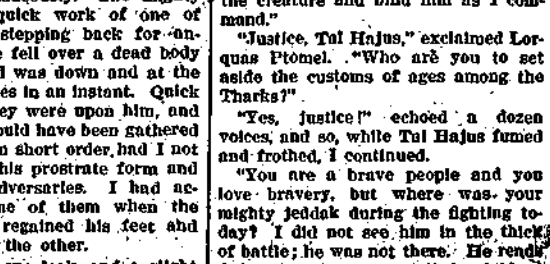 quick work of one of
stepping back for an-
fell over a dead body
was down and at the
in an instant. Quick
were upon him, and
have been gathered
short order, had I not
his prostrate form and
I had ac-
of them when the
regained his feet and
the other.
the creature and bind him as I com-
mand."
"Justice, Tal Hajus," exclaimed Lor-
quas Ptomel. "Who are you to set
aside the customs of ages among the
Tharks?"
"Yes, justice!" echoed a dozen
voices, and so, while Tal Hajus fumed
and frothed, I continued.
"You are a brave people and you
love bravery, but where was your
mighty jeddak during the fighting to-
day? I did not see him in the thick
of battle; he was not there. He rends